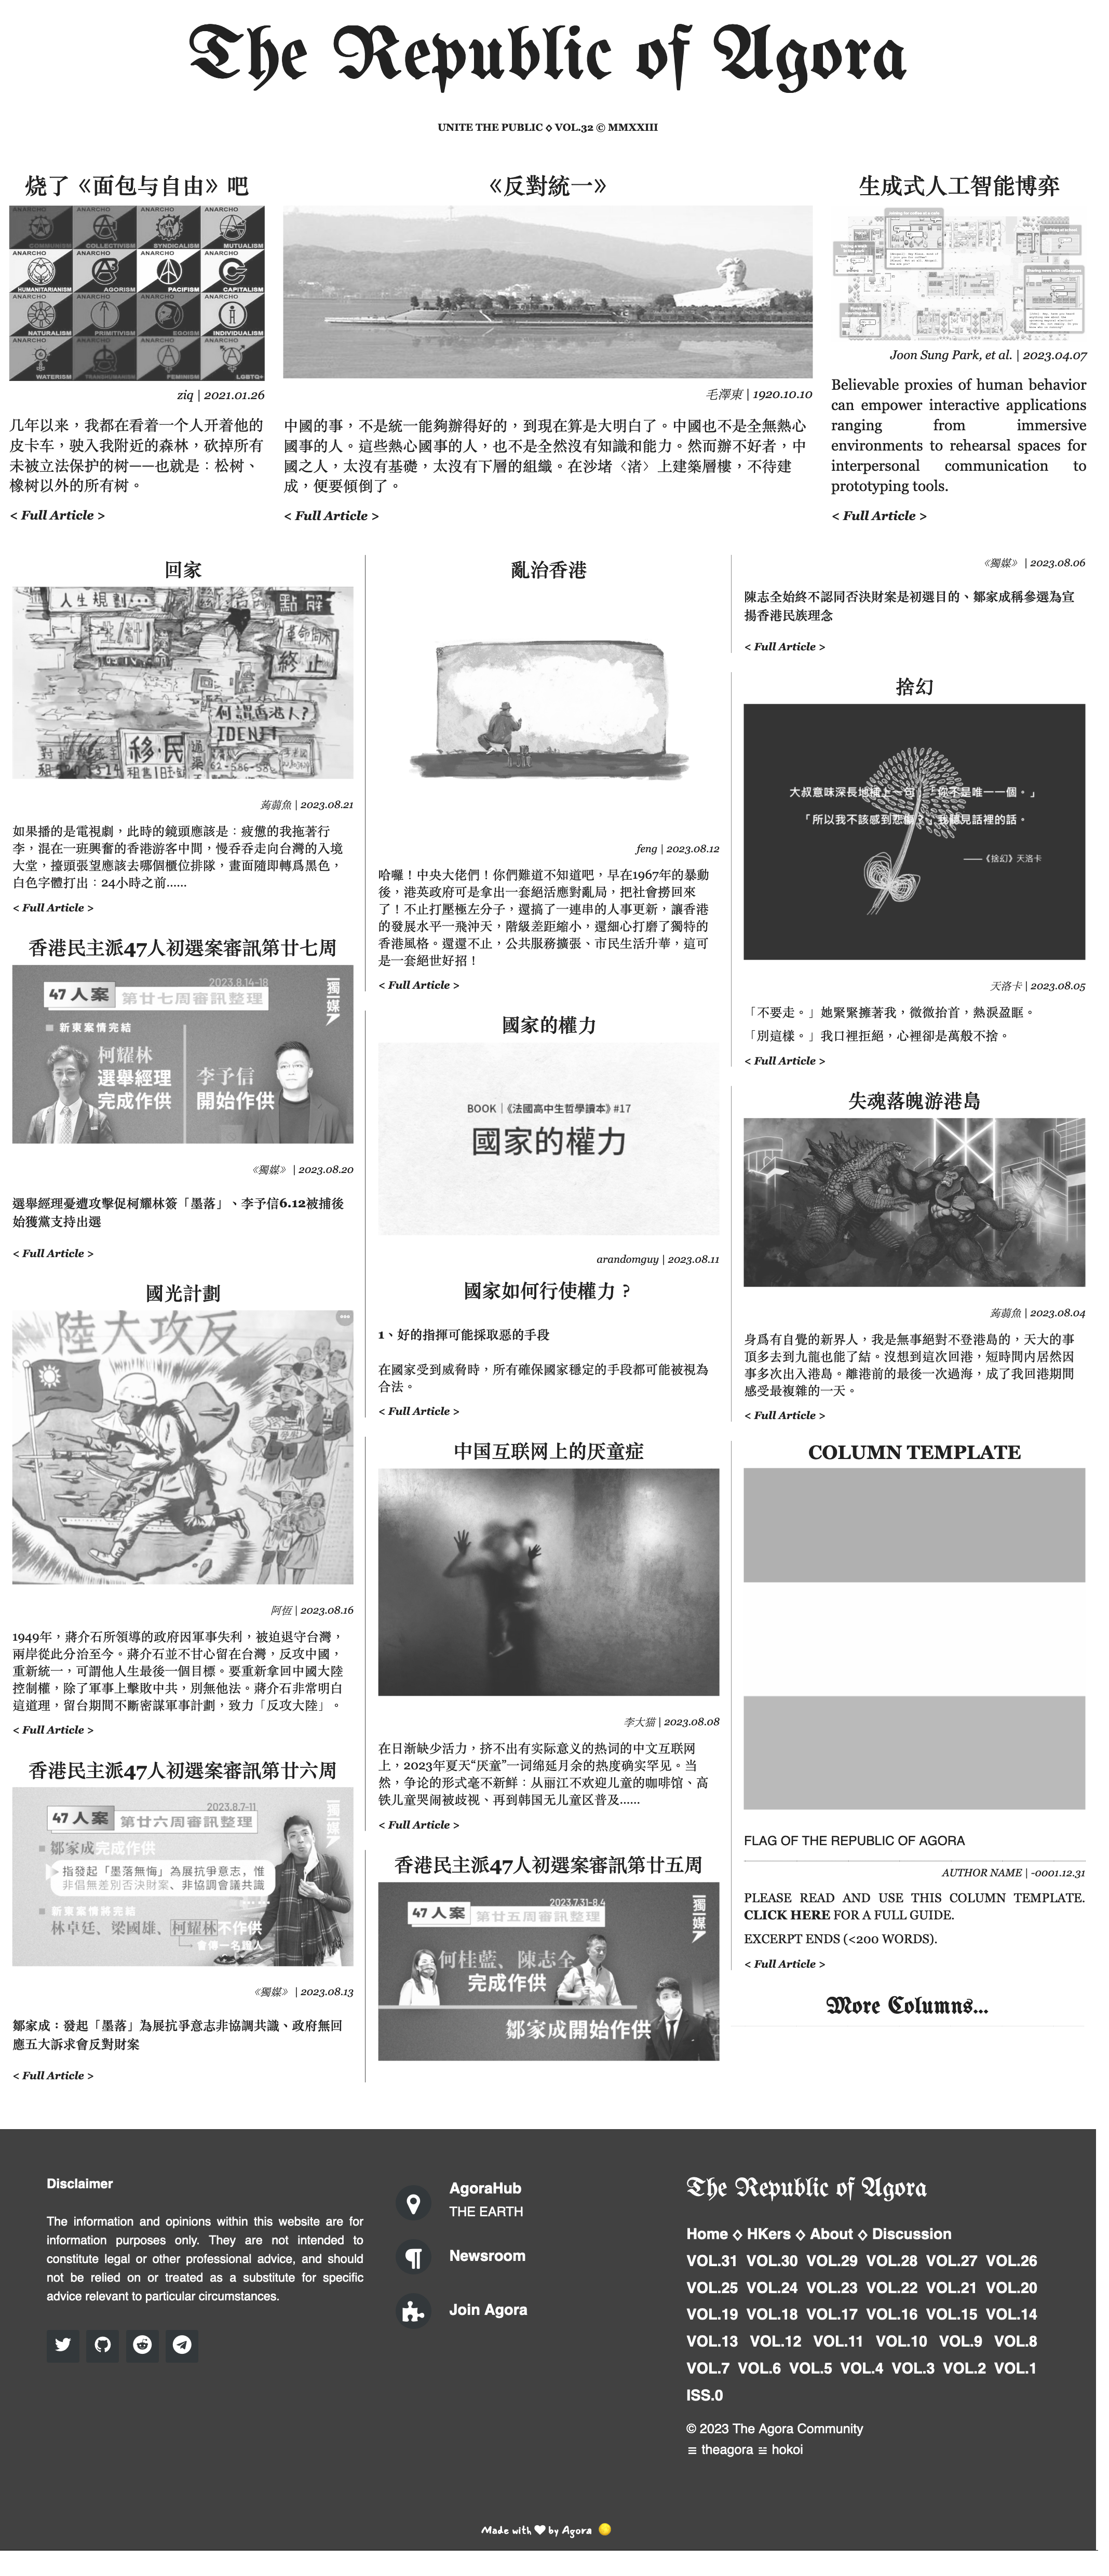 The Republic of Agora
UNITE THE PUBLIC ◊ VOL.32 © MMXXIII
烧了《面包与自由》吧
ANARCHO ANARCHO ANARCHO ANARCHO
COMMUNISM COLLECTIVISM SYNDICALISM MUTUALISM
ANARCHO ANARCHO ANARCHO ANARCHO
HUMANITARIANISM AGORISM PACIFISM CAPITALISM
ANARCHO ANARCHO ANARCHO ANARCHO
NATURALISM PRIMITIVISM EGOISM INDIVIDUALISM
ANARCHO ANARCHO ANARCHO ANARCHO
WATERISM TRANSHUMANISM FEMINISM LGBTQ+
ziq | 2021.01.26
几年以来，我都在看着一个人开着他的
皮卡车，驶入我附近的森林，砍掉所有
未被立法保护的树——也就是：松树、
橡树以外的所有树。
< Full Article >
《反對統一》
毛澤東 | 1920.10.10
中國的事，不是統一能夠辦得好的，到現在算是大明白了。中國也不是全無熱心
國事的人。這些熱心國事的人，也不是全然沒有知識和能力。然而辦不好者，中
國之人，太沒有基礎，太沒有下層的組織。在沙堵〈渚〉上建築層樓，不待建
成，便要傾倒了。
< Full Article >
生成式人工智能博弈
Joon Sung Park, et al. | 2023.04.07
Believable proxies of human behavior
can empower interactive applications
ranging from immersive
environments to rehearsal spaces for
interpersonal communication to
prototyping tools.
< Full Article >
回家
人生規劃...
點解
革命尚未
終止
何謂香港人?
IDENTI
移·民
蒟蒻魚 | 2023.08.21
如果播的是電視劇，此時的鏡頭應該是：疲憊的我拖著行
李，混在一班興奮的香港游客中間，慢吞吞走向台灣的入境
大堂，擡頭張望應該去哪個櫃位排隊，畫面隨即轉爲黑色，
白色字體打出：24小時之前……
< Full Article >
香港民主派47人初選案審訊第廿七周
2023.8.14-18
47 人案 第廿七周審訊整理
獨媒
新東案情完結
柯耀林
選舉經理
完成作供
李予信
開始作供
《獨媒》 | 2023.08.20
選舉經理憂遭攻擊促柯耀林簽「墨落」、李予信6.12被捕後
始獲黨支持出選
< Full Article >
國光計劃
陸大攻反
阿恆 | 2023.08.16
1949年，蔣介石所領導的政府因軍事失利，被迫退守台灣，
兩岸從此分治至今。蔣介石並不甘心留在台灣，反攻中國，
重新統一，可謂他人生最後一個目標。要重新拿回中國大陸
控制權，除了軍事上擊敗中共，別無他法。蔣介石非常明白
這道理，留台期間不斷密謀軍事計劃，致力「反攻大陸」。
< Full Article >
香港民主派47人初選案審訊第廿六周
2023.8.7-11
47 人案 第廿六周審訊整理
獨媒
鄒家成完成作供
指發起「墨落無悔」為展抗爭意志，惟
非倡無差別否決財案、非協調會議共識
新東案情將完結
林卓廷、梁國雄、柯耀林不作供
會傳一名證人
《獨媒》 | 2023.08.13
鄒家成：發起「墨落」為展抗爭意志非協調共識、政府無回
應五大訴求會反對財案
< Full Article >
亂治香港
feng | 2023.08.12
哈囉！中央大佬們！你們難道不知道吧，早在1967年的暴動
後，港英政府可是拿出一套絕活應對亂局，把社會撈回來
了！不止打壓極左分子，還搞了一連串的人事更新，讓香港
的發展水平一飛沖天，階級差距縮小，還細心打磨了獨特的
香港風格。還還不止，公共服務擴張、市民生活升華，這可
是一套絕世好招！
< Full Article >
國家的權力
BOOK｜《法國高中生哲學讀本》#17
國家的權力
arandomguy | 2023.08.11
國家如何行使權力？
1、好的指揮可能採取惡的手段
在國家受到威脅時，所有確保國家穩定的手段都可能被視為
合法。
< Full Article >
中国互联网上的厌童症
李大猫 | 2023.08.08
在日渐缺少活力，挤不出有实际意义的热词的中文互联网
上，2023年夏天“厌童”一词绵延月余的热度确实罕见。当
然，争论的形式毫不新鲜：从丽江不欢迎儿童的咖啡馆、高
铁儿童哭闹被歧视、再到韩国无儿童区普及……
< Full Article >
香港民主派47人初選案審訊第廿五周
2023.7.31-8.4
47 人案 第廿五周審訊整理
獨媒
何桂藍、陳志全
完成作供
鄒家成開始作供
《獨媒》 | 2023.08.06
陳志全始終不認同否決財案是初選目的、鄒家成稱參選為宣
揚香港民族理念
< Full Article >
捨幻
大叔意味深長地補上一句：「你不是唯一一個。」
「所以我不該感到悲慟？」我聽見話裡的話。
——《捨幻》天洛卡
天洛卡 | 2023.08.05
「不要走。」她緊緊擁著我，微微抬首，熱淚盈眶。
「別這樣。」我口裡拒絕，心裡卻是萬般不捨。
< Full Article >
失魂落魄游港島
蒟蒻魚 | 2023.08.04
身爲有自覺的新界人，我是無事絕對不登港島的，天大的事
頂多去到九龍也能了結。沒想到這次回港，短時間內居然因
事多次出入港島。離港前的最後一次過海，成了我回港期間
感受最複雜的一天。
< Full Article >
COLUMN TEMPLATE
FLAG OF THE REPUBLIC OF AGORA
AUTHOR NAME | -0001.12.31
PLEASE READ AND USE THIS COLUMN TEMPLATE.
CLICK HERE FOR A FULL GUIDE.
EXCERPT ENDS (<200 WORDS).
< Full Article >
More Columns...
Disclaimer
The information and opinions within this website are for
information purposes only. They are not intended to
constitute legal or other professional advice, and should
not be relied on or treated as a substitute for specific
advice relevant to particular circumstances.
AgoraHub
THE EARTH
Newsroom
Join Agora
The Republic of Agora
Home ◊ HKers ◊ About ◊ Discussion
VOL.31 VOL.30 VOL.29 VOL.28 VOL.27 VOL.26
VOL.25 VOL.24 VOL.23 VOL.22 VOL.21 VOL.20
VOL.19 VOL.18 VOL.17 VOL.16 VOL.15 VOL.14
VOL.13 VOL.12 VOL.11 VOL.10 VOL.9 VOL.8
VOL.7 VOL.6 VOL.5 VOL.4 VOL.3 VOL.2 VOL.1
ISS.0
© 2023 The Agora Community
≡ theagora ☱ hokoi
Made with ♥ by Agora